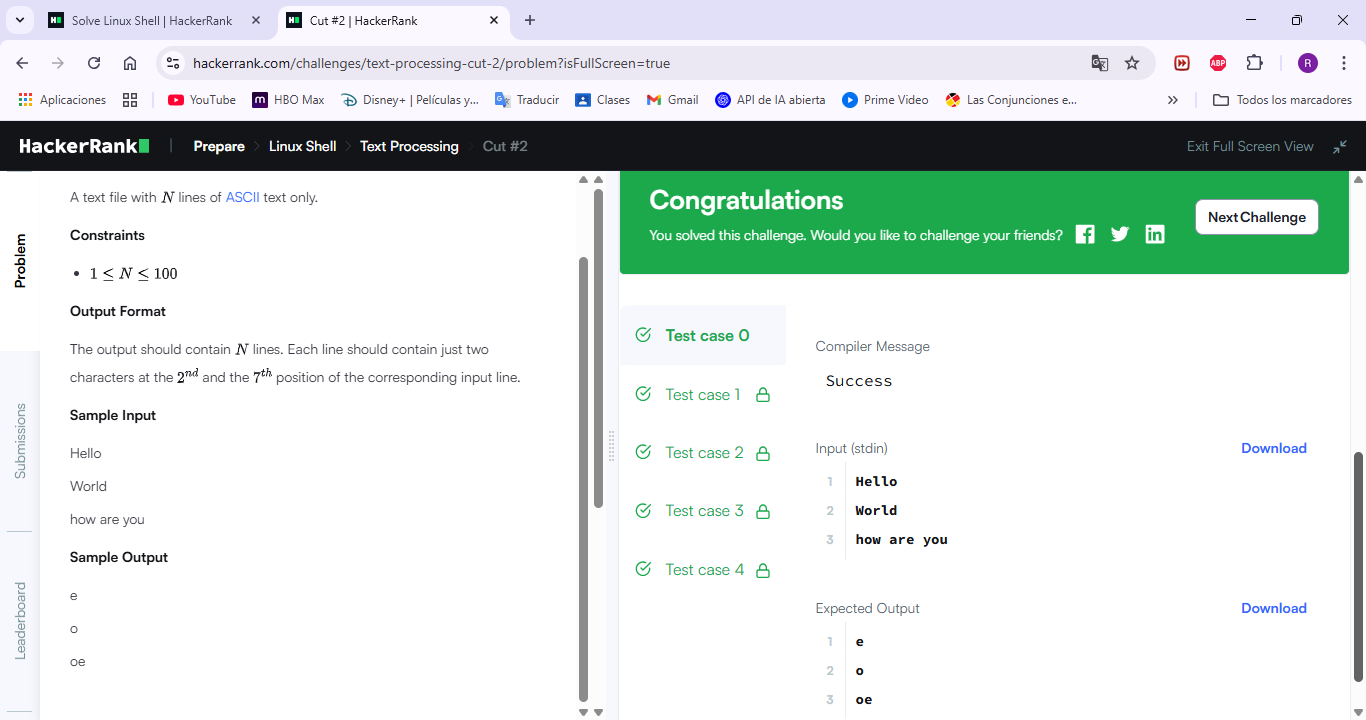 Solve Linux Shell | HackerRank
Cut #2 | HackerRank
hackerrank.com/challenges/text-processing-cut-2/problem?isFullScreen=true
ABP
R
Aplicaciones
YouTube
HBO Max
Disney+ | Películas y...
Traducir
Clases
Gmail
API de IA abierta
Prime Video
Las Conjunciones e...
Todos los marcadores
HackerRank
Prepare
Linux Shell
Text Processing
Cut #2
Exit Full Screen View
Problem
Submissions
Leaderboard
A text file with N lines of ASCII text only.
Constraints
• 1 ≤ N ≤ 100
Output Format
The output should contain N lines. Each line should contain just two
characters at the 2nd and the 7th position of the corresponding input line.
Sample Input
Hello
World
how are you
Sample Output
e
o
oe
Congratulations
You solved this challenge. Would you like to challenge your friends?
Next Challenge
Test case 0
Test case 1
Test case 2
Test case 3
Test case 4
Compiler Message
Success
Input (stdin)
Download
1 Hello
2 World
3 how are you
Expected Output
Download
1 e
2 o
3 oe